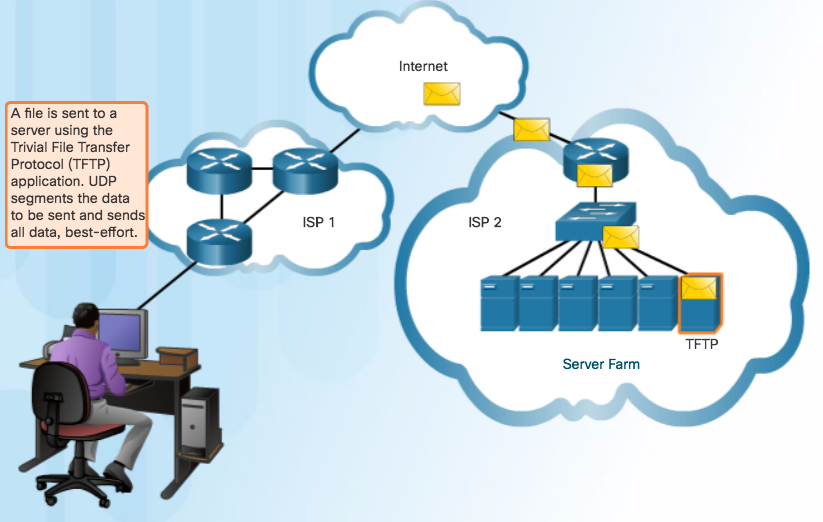 Internet
A file is sent to a
server using the
Trivial File Transfer
Protocol (TFTP)
application. UDP
segments the data
to be sent and sends
all data, best-effort.
ISP 1
ISP 2
TFTP
Server Farm